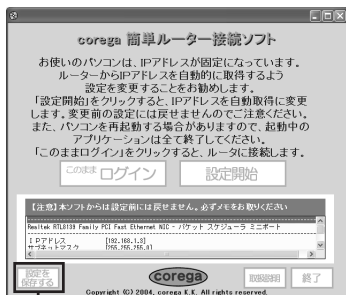 corega 簡単ルーター接続ソフト
お使いのパソコンは、IPアドレスが固定になっています。
ルーターからIPアドレスを自動的に取得するよう
設定を変更することをお勧めします。
「設定開始」をクリックすると、IPアドレスを自動取得に変更
します。変更前の設定には戻せませんのでご注意ください。
また、パソコンを再起動する場合がありますので、起動中の
アプリケーションは全て終了してください。
「このままログイン」をクリックすると、ルータに接続します。
このまま ログイン
設定開始
【注意】本ソフトからは設定前には戻せません。必ずメモをお取りください
Realtek RTL8139 Family PCI Fast Ethernet NIC - パケット スケジューラ ミニポート
IPアドレス [192.168.1.3]
サブネットマスク [255.255.255.0]
設定を
保存する
corega
取扱説明
終了
Copyright (C) 2004, corega K.K. All rights reserved.